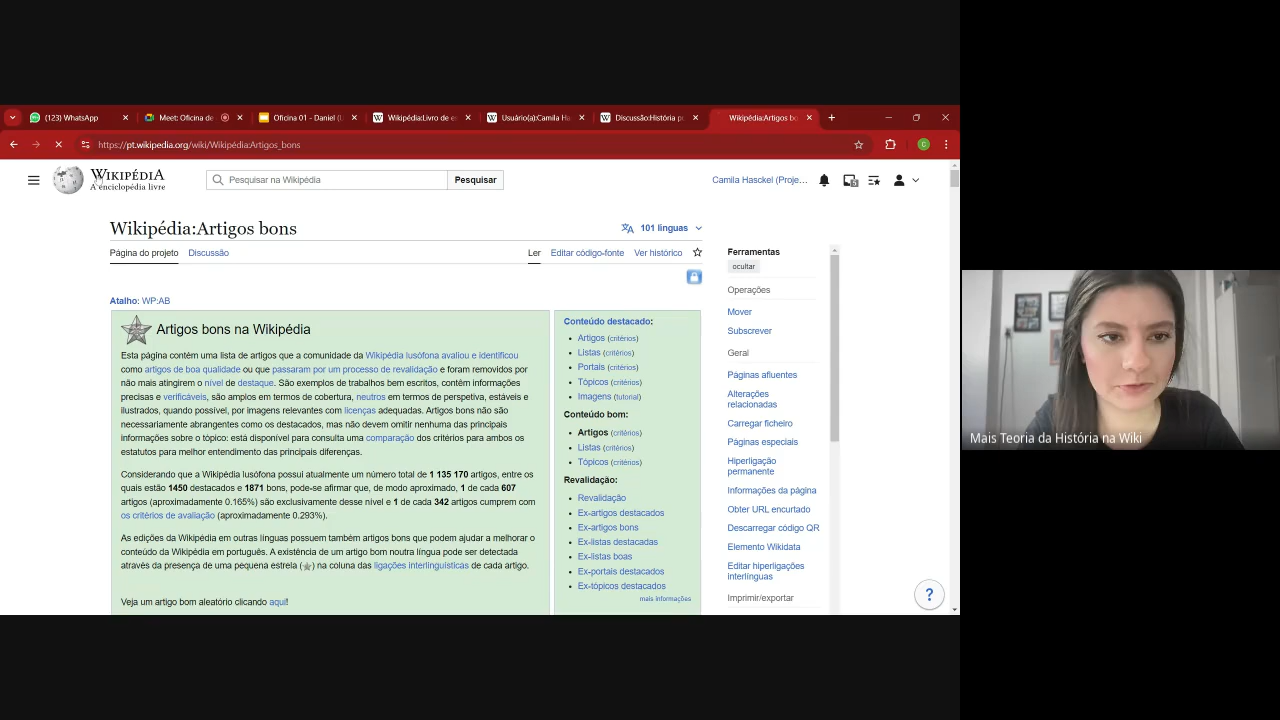 (123) WhatsApp
Meet: Oficina de
Oficina 01 - Daniel (
Wikipédia:Livro de e
Usuário(a):Camila Ha
Discussão:História p
Wikipédia:Artigos bo
https://pt.wikipedia.org/wiki/Wikipédia:Artigos_bons
WIKIPÉDIA
A enciclopédia livre
Pesquisar na Wikipédia
Pesquisar
Camila Hasckel (Proje...
Wikipédia:Artigos bons
101 línguas
Página do projeto
Discussão
Ler
Editar código-fonte
Ver histórico
Atalho: WP:AB
Artigos bons na Wikipédia
Esta página contém uma lista de artigos que a comunidade da Wikipédia lusófona avaliou e identificou
como artigos de boa qualidade ou que passaram por um processo de revalidação e foram removidos por
não mais atingirem o nível de destaque. São exemplos de trabalhos bem escritos, contêm informações
precisas e verificáveis, são amplos em termos de cobertura, neutros em termos de perspetiva, estáveis e
ilustrados, quando possível, por imagens relevantes com licenças adequadas. Artigos bons não são
necessariamente abrangentes como os destacados, mas não devem omitir nenhuma das principais
informações sobre o tópico: está disponível para consulta uma comparação dos critérios para ambos os
estatutos para melhor entendimento das principais diferenças.
Considerando que a Wikipédia lusófona possui atualmente um número total de 1 135 170 artigos, entre os
quais estão 1450 destacados e 1871 bons, pode-se afirmar que, de modo aproximado, 1 de cada 607
artigos (aproximadamente 0.165%) são exclusivamente desse nível e 1 de cada 342 artigos cumprem com
os critérios de avaliação (aproximadamente 0.293%).
As edições da Wikipédia em outras línguas possuem também artigos bons que podem ajudar a melhorar o
conteúdo da Wikipédia em português. A existência de um artigo bom noutra língua pode ser detectada
através da presença de uma pequena estrela ( ) na coluna das ligações interlinguísticas de cada artigo.
Veja um artigo bom aleatório clicando aqui!
Conteúdo destacado:
Artigos (critérios)
Listas (critérios)
Portais (critérios)
Tópicos (critérios)
Imagens (tutorial)
Conteúdo bom:
Artigos (critérios)
Listas (critérios)
Tópicos (critérios)
Revalidação:
Revalidação
Ex-artigos destacados
Ex-artigos bons
Ex-listas destacadas
Ex-listas boas
Ex-portais destacados
Ex-tópicos destacados
mais informações
Ferramentas
ocultar
Operações
Mover
Subscrever
Geral
Páginas afluentes
Alterações
relacionadas
Carregar ficheiro
Páginas especiais
Hiperligação
permanente
Informações da página
Obter URL encurtado
Descarregar código QR
Elemento Wikidata
Editar hiperligações
interlínguas
Imprimir/exportar
?
Mais Teoria da História na Wiki